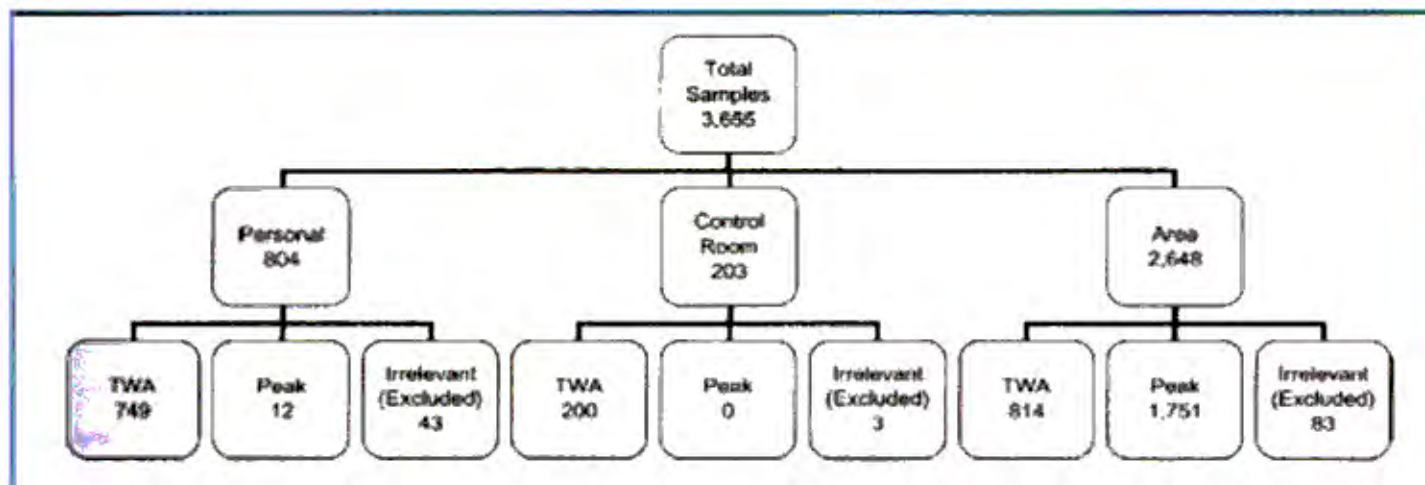 Total
Samples
3,655
Personal
804
Control
Room
203
Area
2,648
TWA
749
Peak
12
Irrelevant
(Excluded)
43
TWA
200
Peak
0
Irrelevant
(Excluded)
3
TWA
814
Peak
1,751
Irrelevant
(Excluded)
83